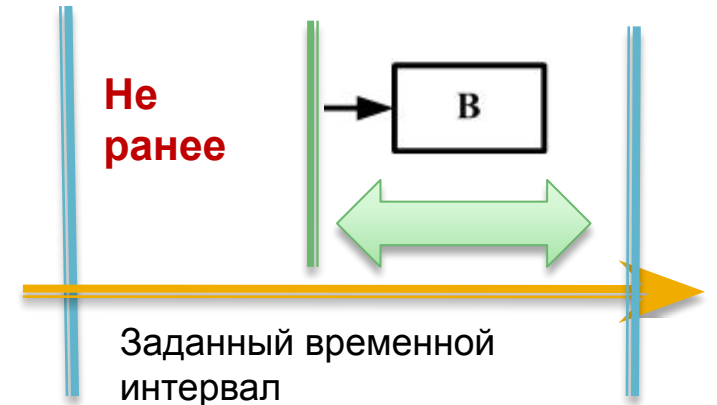 Не
ранее
В
Заданный временной
интервал